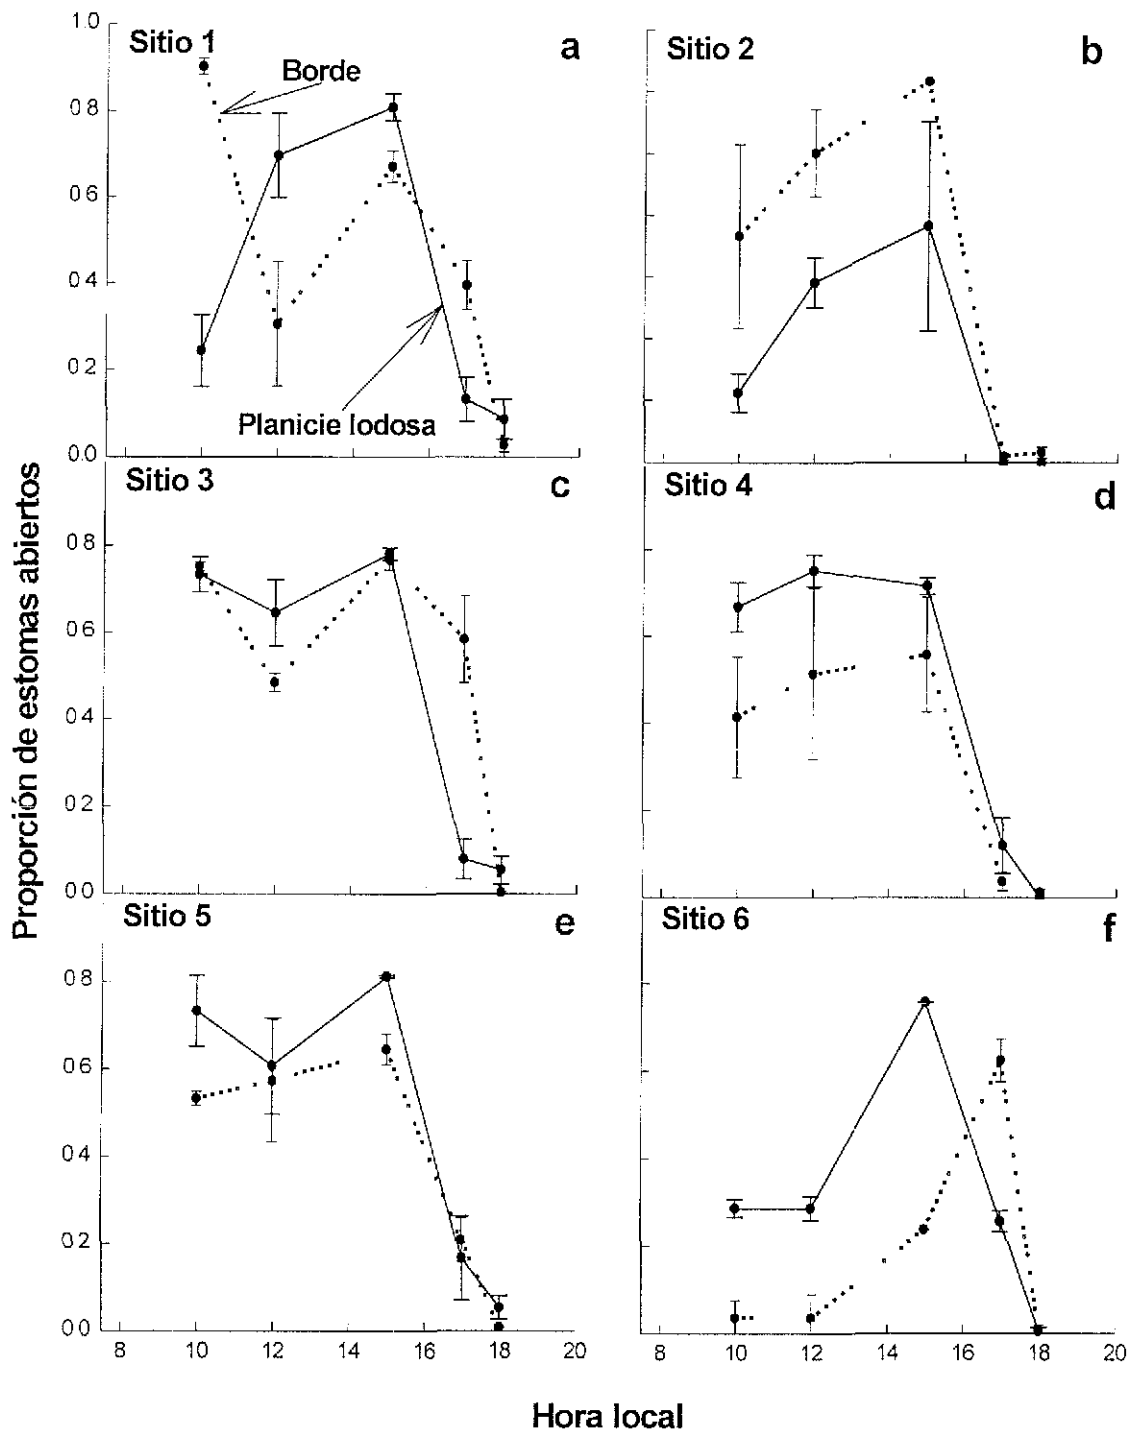 Sitio 1
a
Borde
Planicie lodosa
1.0
0.8
0.6
0.4
0.2
0.0
Sitio 2
b
Sitio 3
c
0.8
0.6
0.4
0.2
0.0
Sitio 4
d
Sitio 5
e
0.8
0.6
0.4
0.2
0.0
8 10 12 14 16 18 20
Sitio 6
f
8 10 12 14 16 18 20
Proporción de estomas abiertos
Hora local